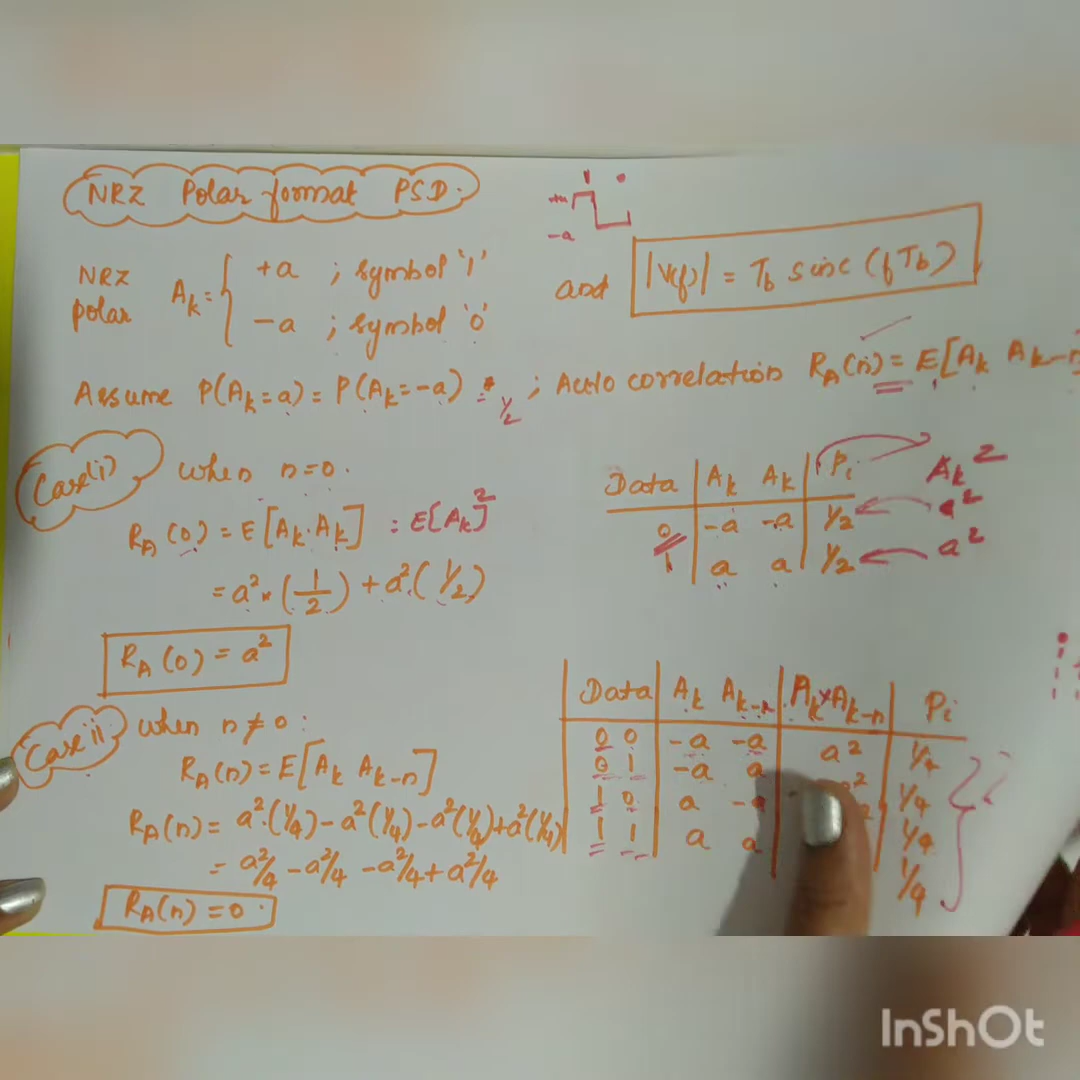 NRZ Polar format PSD.
+a
-a
NRZ polar Ak = { +a ; symbol '1'
-a ; symbol '0'
and |V(f)| = Tb sinc (f Tb)
Assume P(Ak = a) = P(Ak = -a) = 1/2 ; Auto correlation RA(n) = E[Ak Ak-n
Case(i) when n=0.
RA(0) = E[Ak.Ak] = E[Ak]²
= a² × (1/2) + a². (1/2)
RA(0) = a²
Data | Ak Ak | Pi
0 | -a -a | 1/2
1 | a a | 1/2
Ak²
a²
a²
Case ii) when n ≠ 0 :
RA(n) = E[Ak Ak-n]
RA(n) = a².(1/4) - a²(1/4) - a²(1/4) + a²(1/4)
= a²/4 - a²/4 - a²/4 + a²/4
RA(n) = 0.
Data | Ak Ak-n | Ak×Ak-n | Pi
0 0 | -a -a | a² | 1/4
0 1 | -a a | 1/4
1 0 | a -a | 1/4
1 1 | a a | 1/4
InShOt